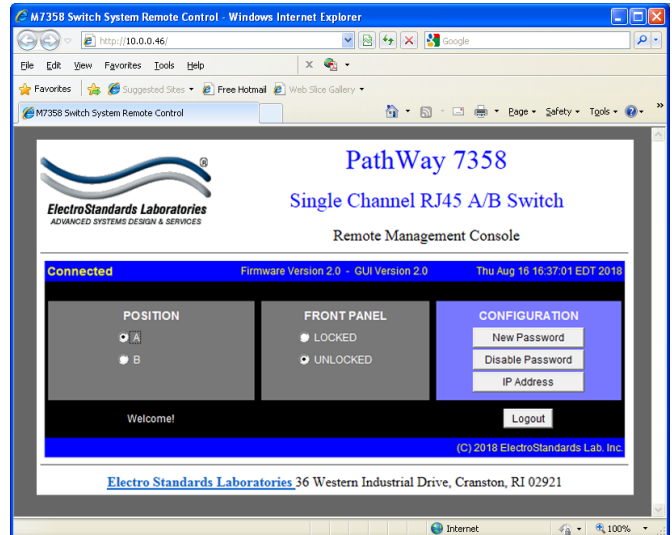 M7358 Switch System Remote Control - Windows Internet Explorer
http://10.0.0.46/
Google
File Edit View Favorites Tools Help
Favorites Suggested Sites Free Hotmail Web Slice Gallery
M7358 Switch System Remote Control
Page Safety Tools
»
PathWay 7358
Single Channel RJ45 A/B Switch
Remote Management Console
®
ElectroStandards Laboratories
ADVANCED SYSTEMS DESIGN & SERVICES
Connected Firmware Version 2.0 - GUI Version 2.0 Thu Aug 16 16:37:01 EDT 2018
POSITION FRONT PANEL CONFIGURATION
A LOCKED New Password
B UNLOCKED Disable Password
IP Address
Welcome! Logout
(C) 2018 ElectroStandards Lab. Inc.
Electro Standards Laboratories 36 Western Industrial Drive, Cranston, RI 02921
Internet 100%